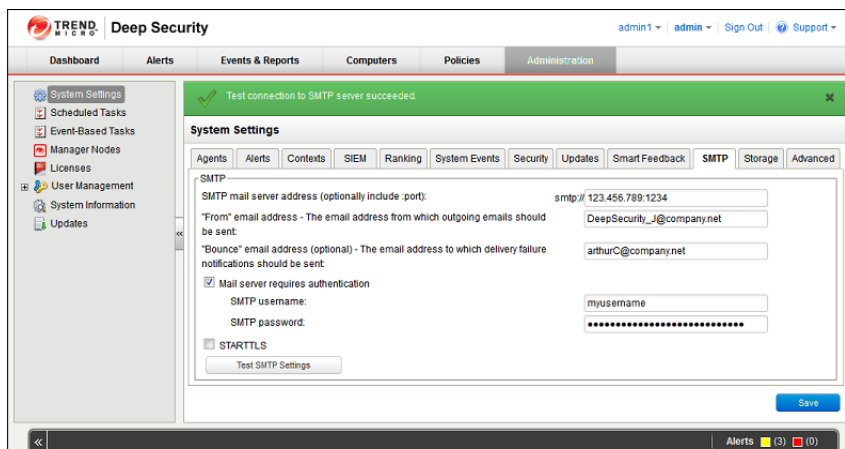 TREND MICRO Deep Security
admin1 admin Sign Out Support
Dashboard Alerts Events & Reports Computers Policies Administration
System Settings
Scheduled Tasks
Event-Based Tasks
Manager Nodes
Licenses
User Management
System Information
Updates
«
Test connection to SMTP server succeeded.
System Settings
Agents Alerts Contexts SIEM Ranking System Events Security Updates Smart Feedback SMTP Storage Advanced
SMTP
SMTP mail server address (optionally include :port): smtp:// 123.456.789:1234
"From" email address - The email address from which outgoing emails should
be sent: DeepSecurity_J@company.net
"Bounce" email address (optional) - The email address to which delivery failure
notifications should be sent: arthurC@company.net
Mail server requires authentication
SMTP username: myusername
SMTP password: ••••••••••••••••••••••••••••
STARTTLS
Test SMTP Settings
Save
« Alerts (3) (0)